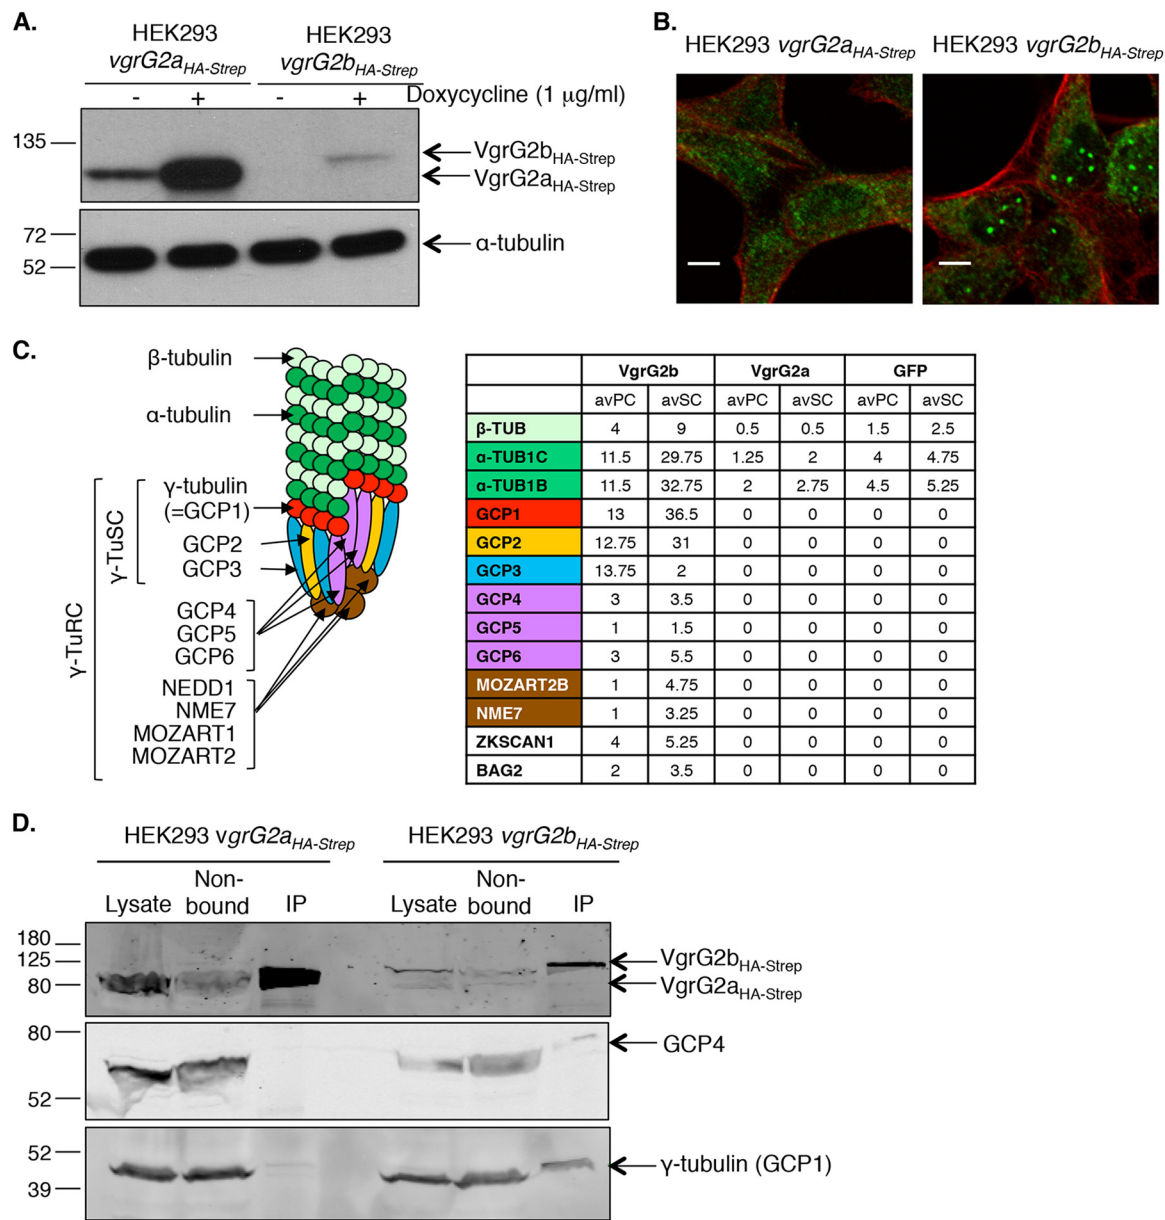 A.
HEK293
vgrG2aHA-Strep
HEK293
vgrG2bHA-Strep
- + - + Doxycycline (1 µg/ml)
135
VgrG2bHA-Strep
VgrG2aHA-Strep
72
52
α-tubulin
B.
HEK293 vgrG2aHA-Strep
HEK293 vgrG2bHA-Strep
C.
β-tubulin
α-tubulin
γ-tubulin
(=GCP1)
GCP2
GCP3
γ-TuSC
GCP4
GCP5
GCP6
γ-TuRC
NEDD1
NME7
MOZART1
MOZART2
VgrG2b VgrG2a GFP
avPC avSC avPC avSC avPC avSC
β-TUB 4 9 0.5 0.5 1.5 2.5
α-TUB1C 11.5 29.75 1.25 2 4 4.75
α-TUB1B 11.5 32.75 2 2.75 4.5 5.25
GCP1 13 36.5 0 0 0 0
GCP2 12.75 31 0 0 0 0
GCP3 13.75 2 0 0 0 0
GCP4 3 3.5 0 0 0 0
GCP5 1 1.5 0 0 0 0
GCP6 3 5.5 0 0 0 0
MOZART2B 1 4.75 0 0 0 0
NME7 1 3.25 0 0 0 0
ZKSCAN1 4 5.25 0 0 0 0
BAG2 2 3.5 0 0 0 0
D.
HEK293 vgrG2aHA-Strep
HEK293 vgrG2bHA-Strep
Lysate Non-bound IP Lysate Non-bound IP
180
125
80
VgrG2bHA-Strep
VgrG2aHA-Strep
80
52
GCP4
52
39
γ-tubulin (GCP1)